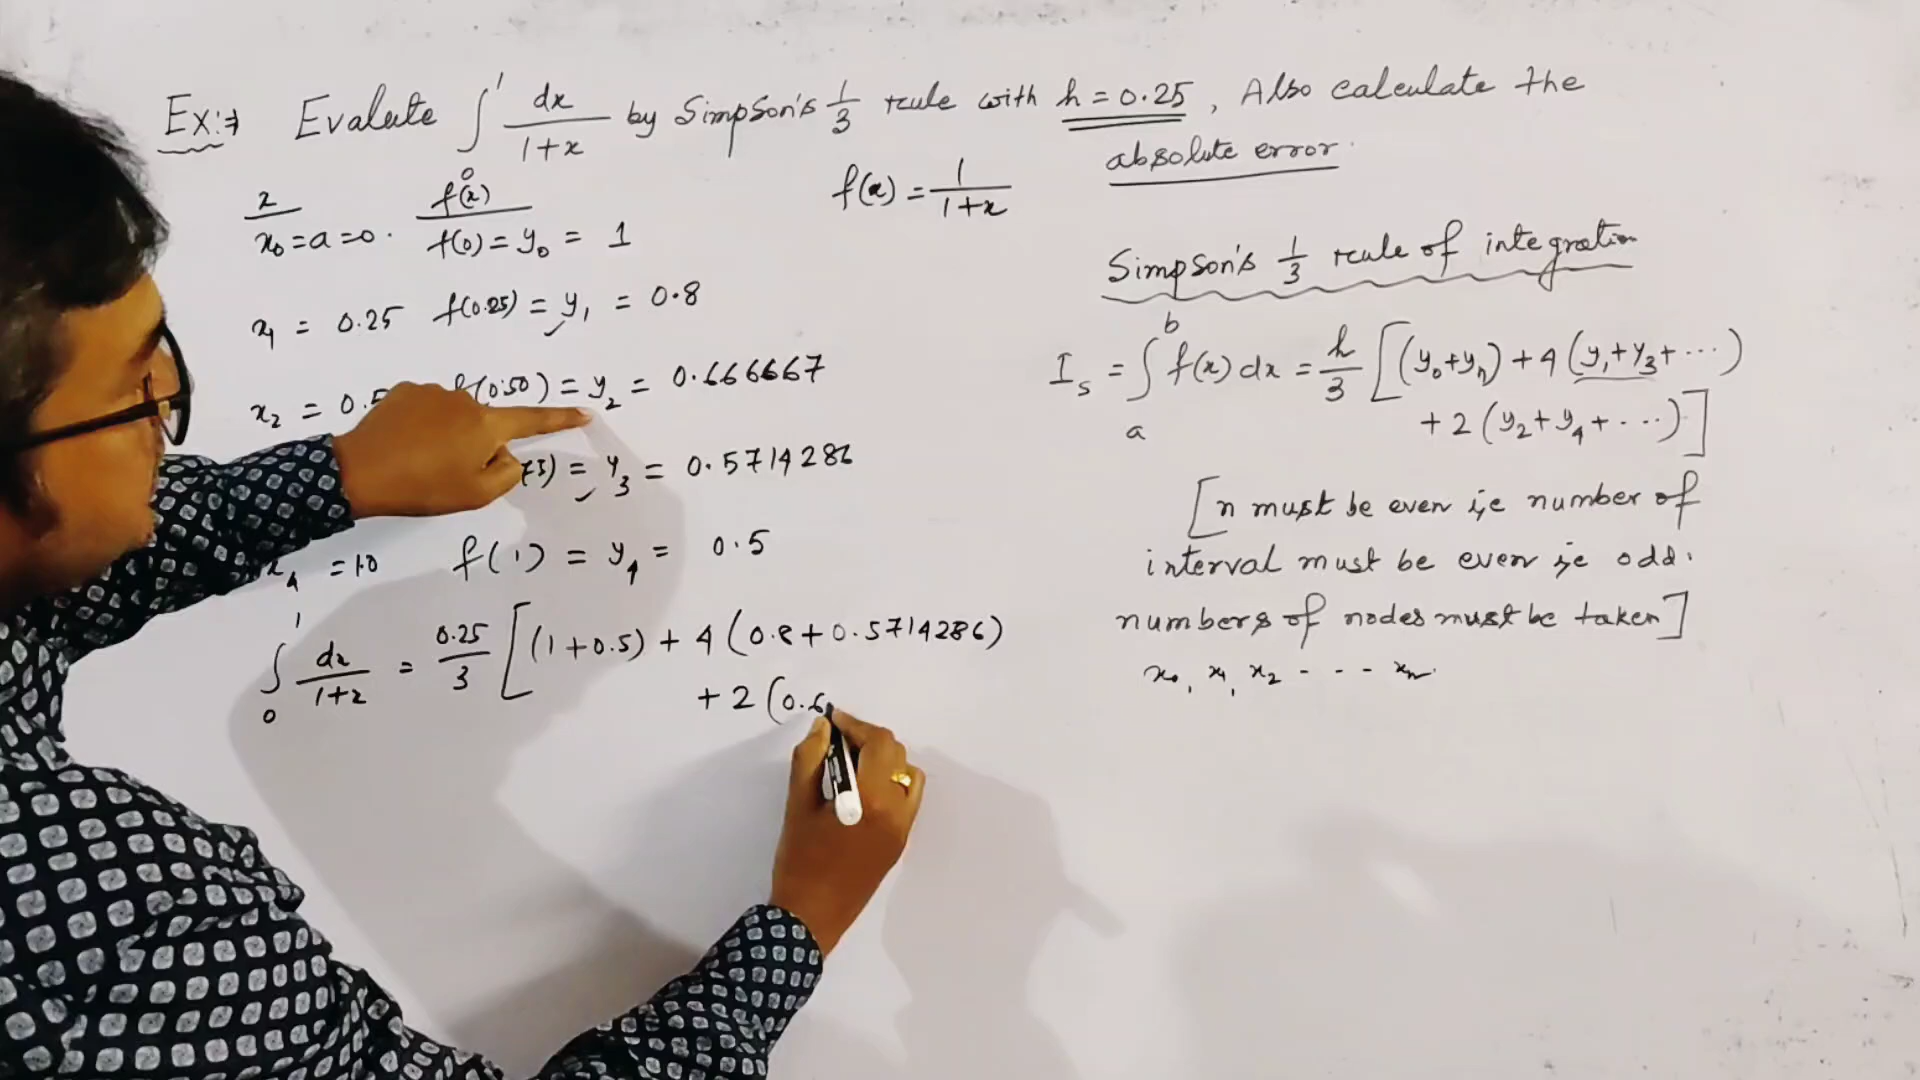 Ex:⇒ Evalute ∫₀¹ dx/1+x by Simpson's 1/3 rule with h = 0.25, Also calculate the
absolute error.
x f(x) f(x) = 1/1+x
x₀ = a = 0. f(0) = y₀ = 1
x₁ = 0.25 f(0.25) = y₁ = 0.8
x₂ = 0.5 f(0.50) = y₂ = 0.666667
75) = y₃ = 0.5714286
x₄ = 1.0 f(1) = y₄ = 0.5
∫₀¹ dx/1+x = 0.25/3 [(1+0.5) + 4 (0.8+0.5714286)
+ 2 (0.6
Simpson's 1/3 rule of integration
I_s = ∫ₐᵇ f(x) dx = h/3 [(y₀+yₙ) + 4 (y₁+y₃+...)
+ 2 (y₂+y₄+...)]
[n must be even i,e number of
interval must be even i,e odd.
numbers of nodes must be taken]
x₀, x₁, x₂ - - - xₙ.